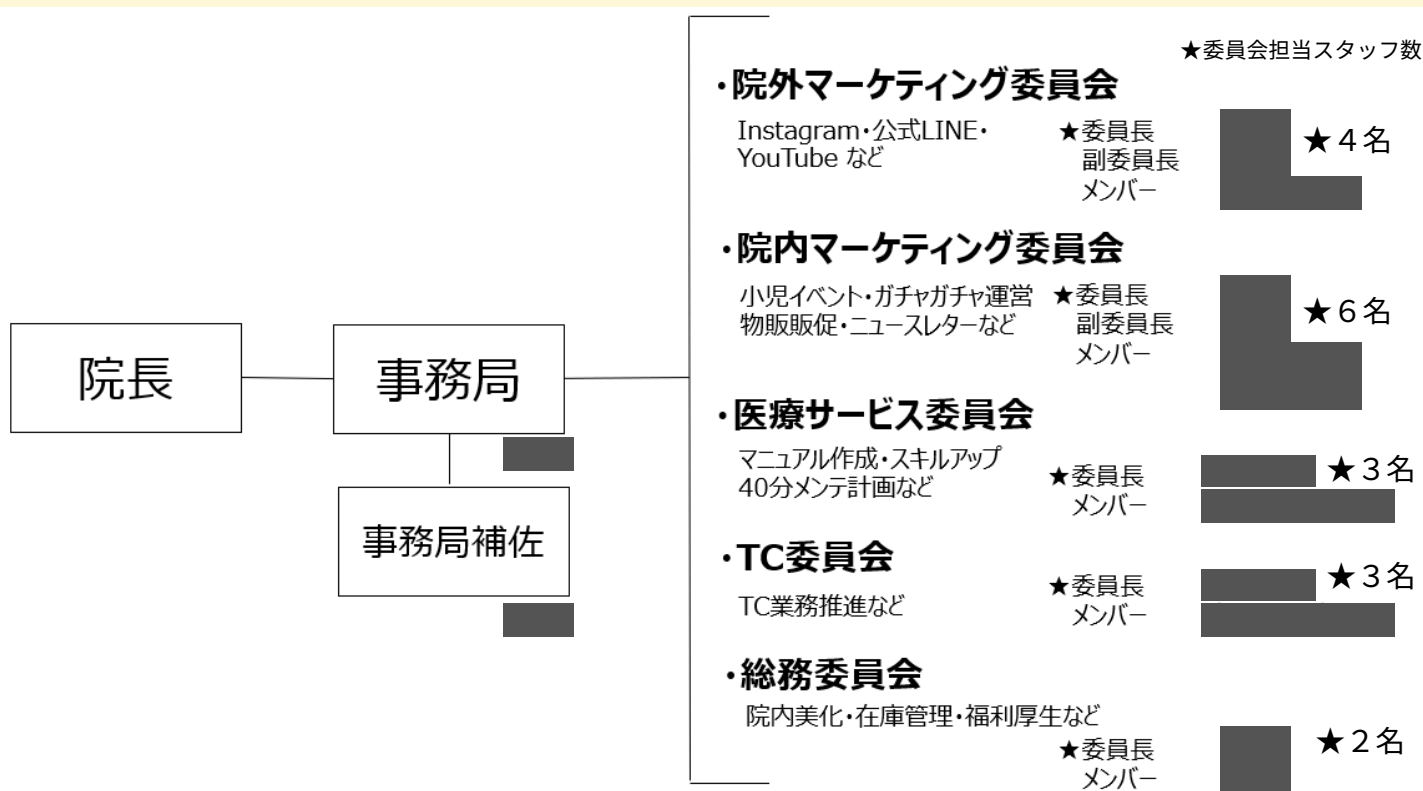 ★委員会担当スタッフ数
・院外マーケティング委員会
Instagram・公式LINE・
YouTube など
★委員長
副委員長
メンバー
★４名
・院内マーケティング委員会
小児イベント・ガチャガチャ運営
物販販促・ニュースレターなど
★委員長
副委員長
メンバー
★６名
院長
事務局
事務局補佐
・医療サービス委員会
マニュアル作成・スキルアップ
40分メンテ計画など
★委員長
メンバー
★３名
・TC委員会
TC業務推進など
★委員長
メンバー
★３名
・総務委員会
院内美化・在庫管理・福利厚生など
★委員長
メンバー
★２名